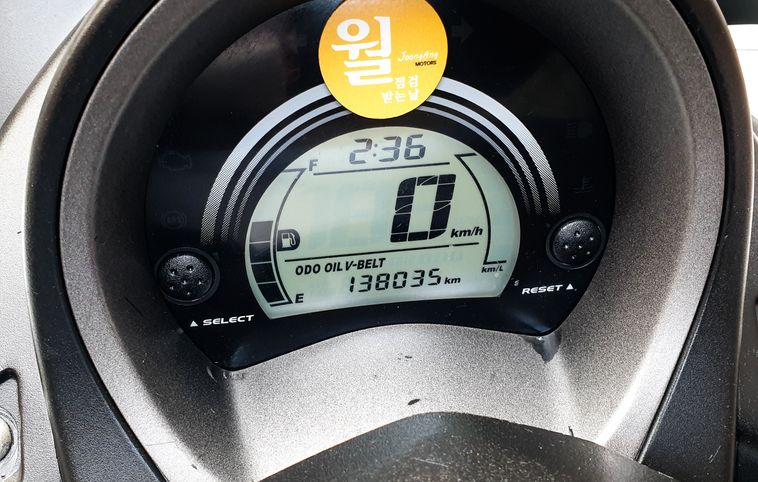 월
JoongAng
MOTORS
점검
받는날
F
2:36
0
km/h
ODO OIL V-BELT
km/L
138035 km
E
▲ SELECT
RESET ▲